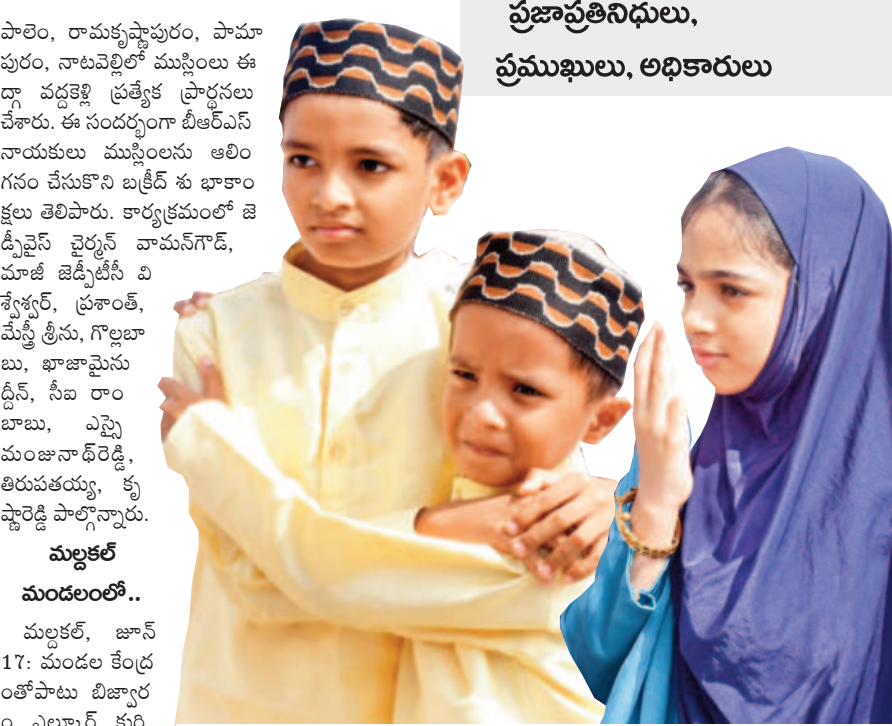 ప్రజాప్రతినిధులు,
ప్రముఖులు, అధికారులు
పాలెం, రామకృష్ణాపురం, పామా
పురం, నాటవెల్లిలో ముస్లింలు ఈ
ద్గా వద్దకెళ్లి ప్రత్యేక ప్రార్థనలు
చేశారు. ఈ సందర్భంగా బీఆర్ఎస్
నాయకులు ముస్లింలను ఆలిం
గనం చేసుకొని బక్రీద్ శు భాకాం
క్షలు తెలిపారు. కార్యక్రమంలో జె
డ్పీవైస్ చైర్మన్ వామన్‌గౌడ్,
మాజీ జెడ్పీటీసీ వి
శ్వేశ్వర్, ప్రశాంత్,
మేస్త్రీ శ్రీను, గొల్లబా
బు, ఖాజామైను
ద్దీన్, సీఐ రాం
బాబు, ఎస్సై
మంజునాథ్‌రెడ్డి,
తిరుపతయ్య, కృ
ష్ణారెడ్డి పాల్గొన్నారు.
మల్దకల్
మండలంలో..
మల్దకల్, జూన్
17: మండల కేంద్ర
ంతోపాటు బిజ్వార